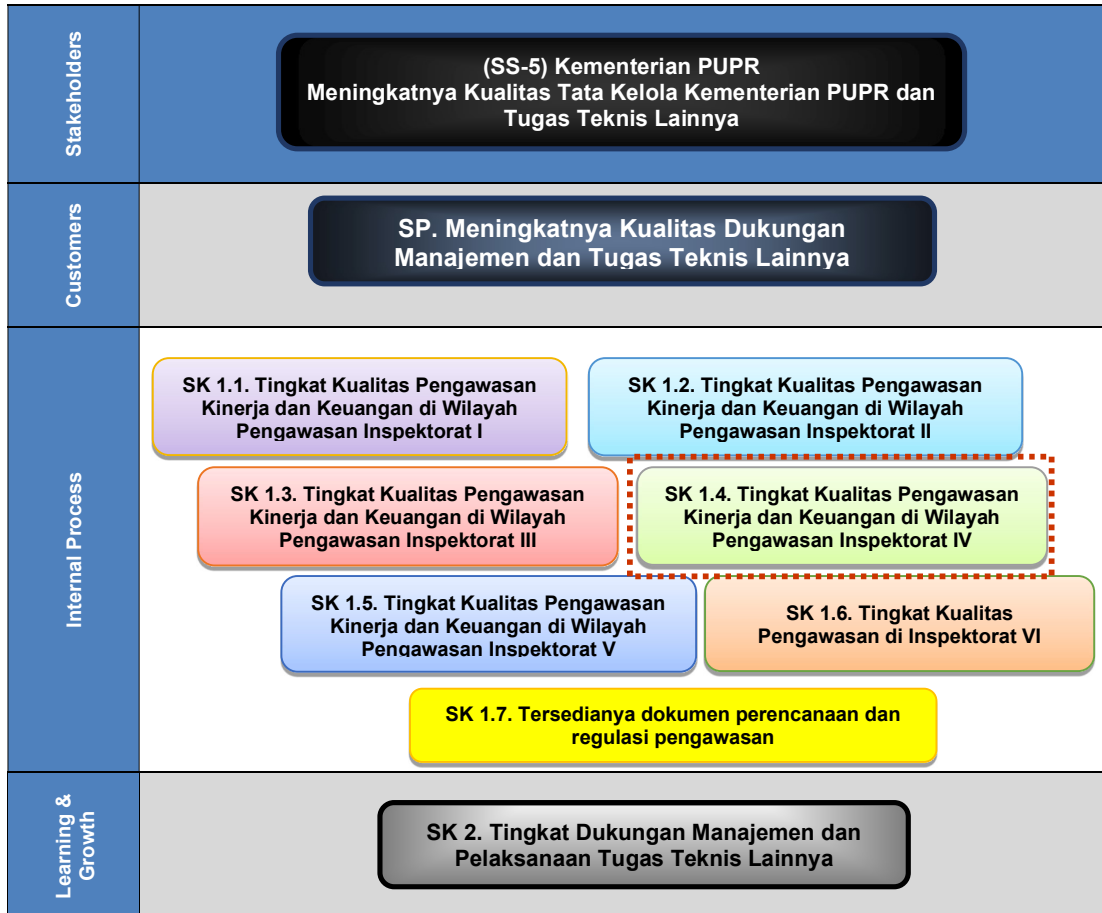 Stakeholders
(SS-5) Kementerian PUPR
Meningkatnya Kualitas Tata Kelola Kementerian PUPR dan
Tugas Teknis Lainnya
Customers
SP. Meningkatnya Kualitas Dukungan
Manajemen dan Tugas Teknis Lainnya
Internal Process
SK 1.1. Tingkat Kualitas Pengawasan
Kinerja dan Keuangan di Wilayah
Pengawasan Inspektorat I
SK 1.2. Tingkat Kualitas Pengawasan
Kinerja dan Keuangan di Wilayah
Pengawasan Inspektorat II
SK 1.3. Tingkat Kualitas Pengawasan
Kinerja dan Keuangan di Wilayah
Pengawasan Inspektorat III
SK 1.4. Tingkat Kualitas Pengawasan
Kinerja dan Keuangan di Wilayah
Pengawasan Inspektorat IV
SK 1.5. Tingkat Kualitas Pengawasan
Kinerja dan Keuangan di Wilayah
Pengawasan Inspektorat V
SK 1.6. Tingkat Kualitas
Pengawasan di Inspektorat VI
SK 1.7. Tersedianya dokumen perencanaan dan
regulasi pengawasan
Learning &
Growth
SK 2. Tingkat Dukungan Manajemen dan
Pelaksanaan Tugas Teknis Lainnya